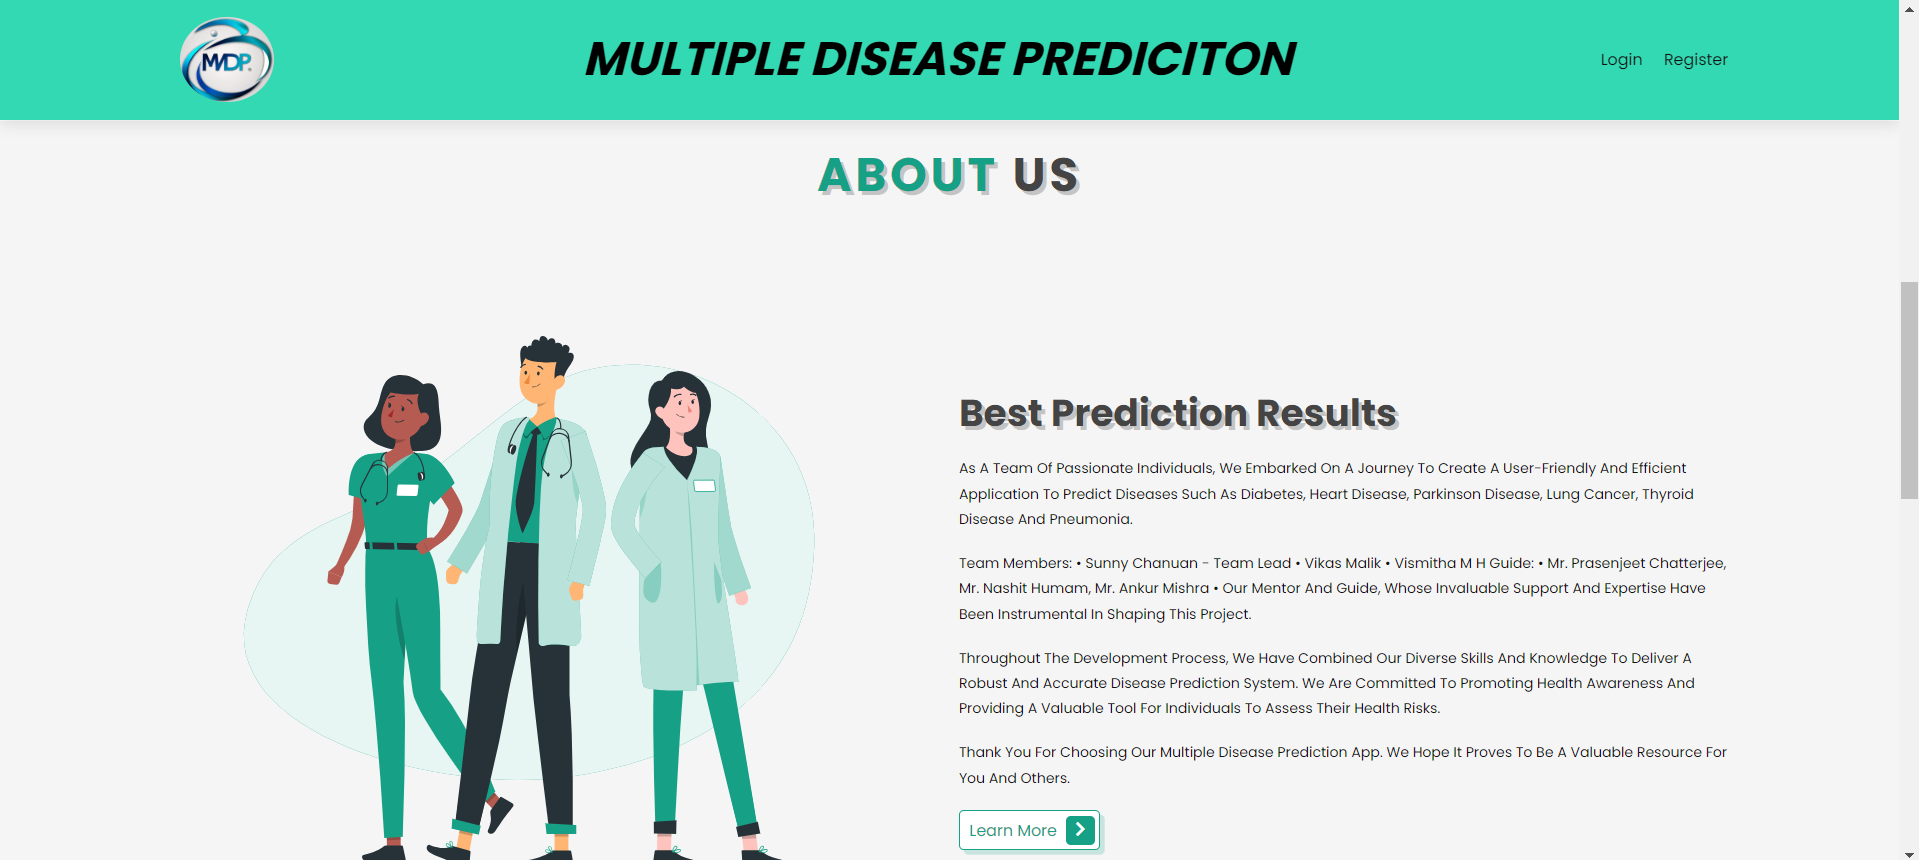 MDP.
MULTIPLE DISEASE PREDICITON
Login Register
ABOUT US
Best Prediction Results
As A Team Of Passionate Individuals, We Embarked On A Journey To Create A User-Friendly And Efficient
Application To Predict Diseases Such As Diabetes, Heart Disease, Parkinson Disease, Lung Cancer, Thyroid
Disease And Pneumonia.
Team Members: • Sunny Chanuan - Team Lead • Vikas Malik • Vismitha M H Guide: • Mr. Prasenjeet Chatterjee,
Mr. Nashit Humam, Mr. Ankur Mishra • Our Mentor And Guide, Whose Invaluable Support And Expertise Have
Been Instrumental In Shaping This Project.
Throughout The Development Process, We Have Combined Our Diverse Skills And Knowledge To Deliver A
Robust And Accurate Disease Prediction System. We Are Committed To Promoting Health Awareness And
Providing A Valuable Tool For Individuals To Assess Their Health Risks.
Thank You For Choosing Our Multiple Disease Prediction App. We Hope It Proves To Be A Valuable Resource For
You And Others.
Learn More